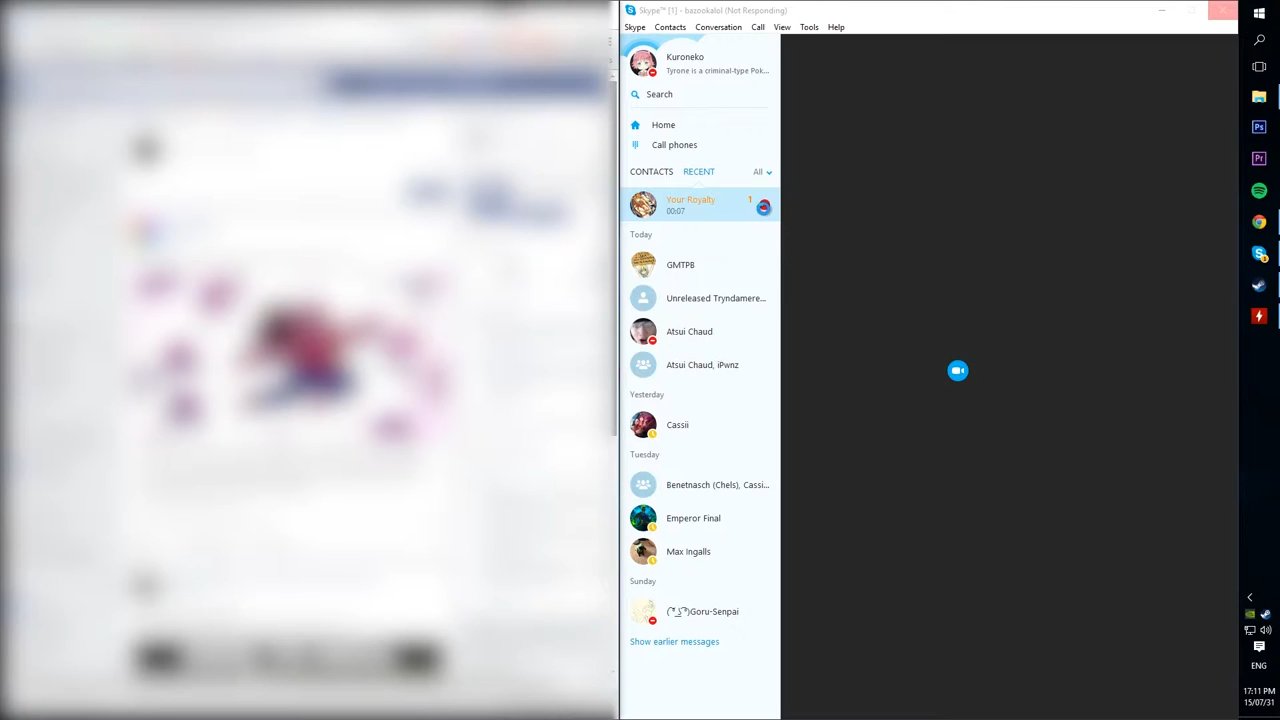 Skype™ [1] - bazookalol (Not Responding)
Skype Contacts Conversation Call View Tools Help
Kuroneko
Tyrone is a criminal-type Pok...
Search
Home
Call phones
CONTACTS RECENT All
Your Royalty 1
00:07
Today
GMTPB
Unreleased Tryndamere...
Atsui Chaud
Atsui Chaud, iPwnz
Yesterday
Cassii
Tuesday
Benetnasch (Chels), Cassi...
Emperor Final
Max Ingalls
Sunday
( ͡° ͜ʖ ͡°)Goru-Senpai
Show earlier messages
Ps
Pr
ENG
17:11 PM
15/07/31